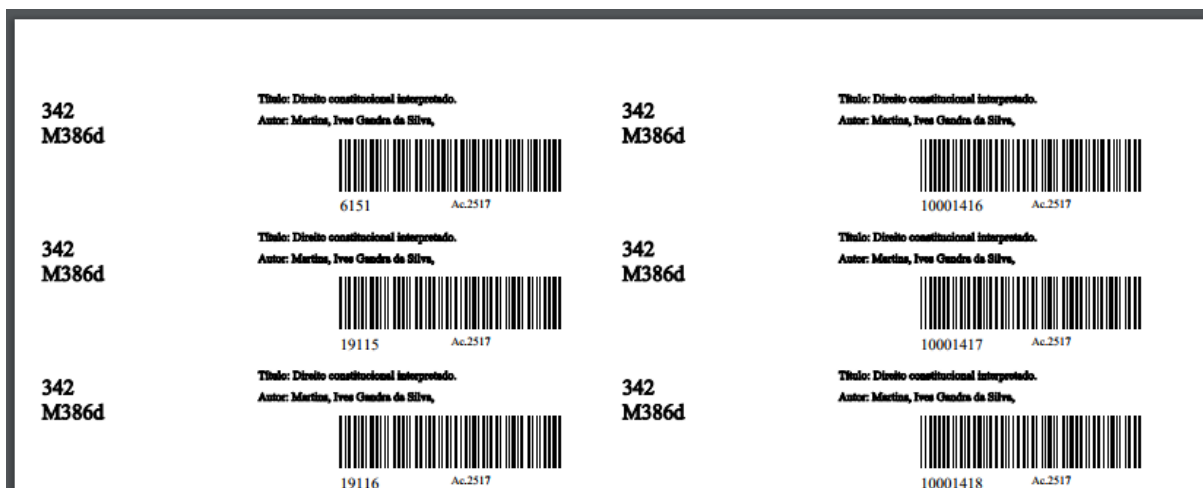 342
M386d
Título: Direito constitucional interpretado.
Autor: Martins, Ives Gandra da Silva,
6151 Ac.2517
342
M386d
Título: Direito constitucional interpretado.
Autor: Martins, Ives Gandra da Silva,
10001416 Ac.2517
342
M386d
Título: Direito constitucional interpretado.
Autor: Martins, Ives Gandra da Silva,
19115 Ac.2517
342
M386d
Título: Direito constitucional interpretado.
Autor: Martins, Ives Gandra da Silva,
10001417 Ac.2517
342
M386d
Título: Direito constitucional interpretado.
Autor: Martins, Ives Gandra da Silva,
19116 Ac.2517
342
M386d
Título: Direito constitucional interpretado.
Autor: Martins, Ives Gandra da Silva,
10001418 Ac.2517